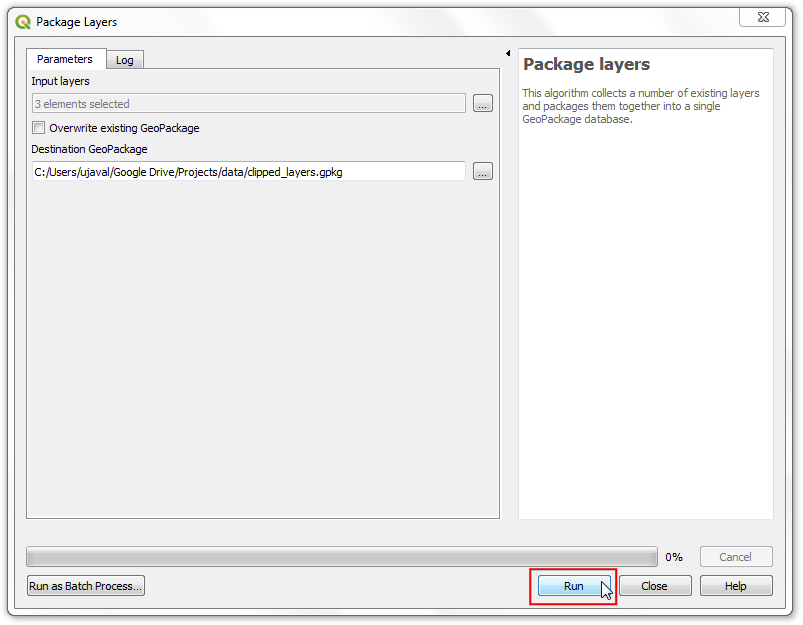 Package Layers
Parameters
Log
Input layers
3 elements selected
...
Overwrite existing GeoPackage
Destination GeoPackage
C:/Users/ujaval/Google Drive/Projects/data/clipped_layers.gpkg
...
Package layers
This algorithm collects a number of existing layers
and packages them together into a single
GeoPackage database.
0%
Cancel
Run as Batch Process...
Run
Close
Help